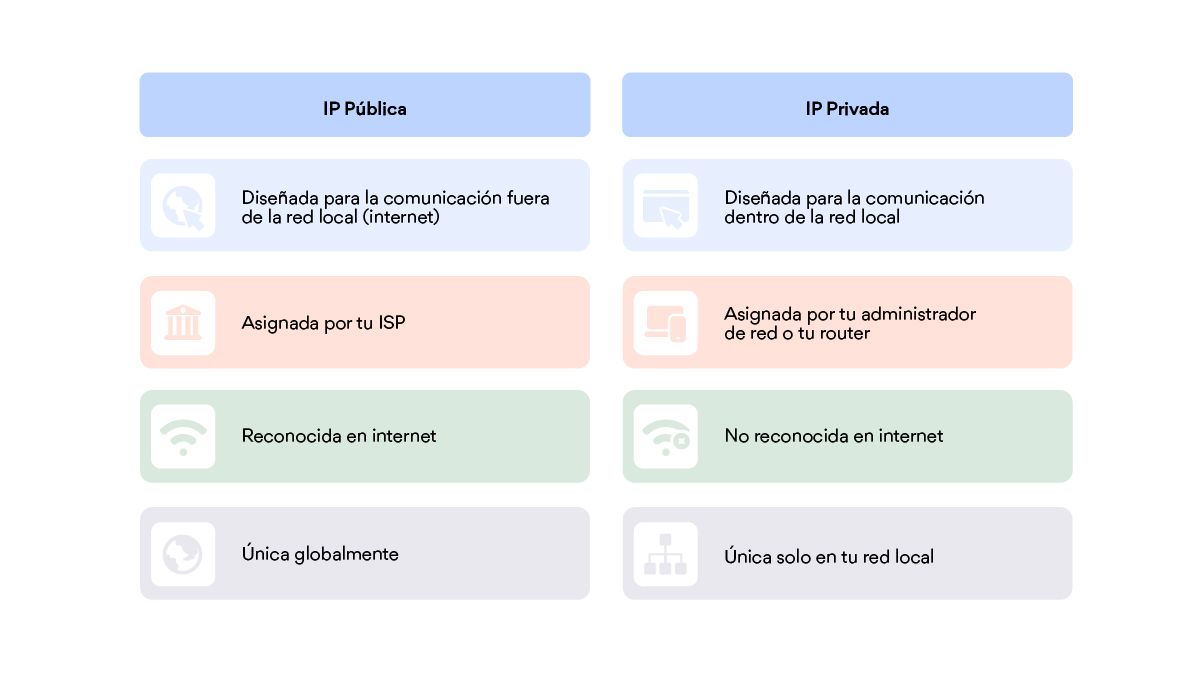 IP Pública
IP Privada
Diseñada para la comunicación fuera
de la red local (internet)
Diseñada para la comunicación
dentro de la red local
Asignada por tu ISP
Asignada por tu administrador
de red o tu router
Reconocida en internet
No reconocida en internet
Única globalmente
Única solo en tu red local